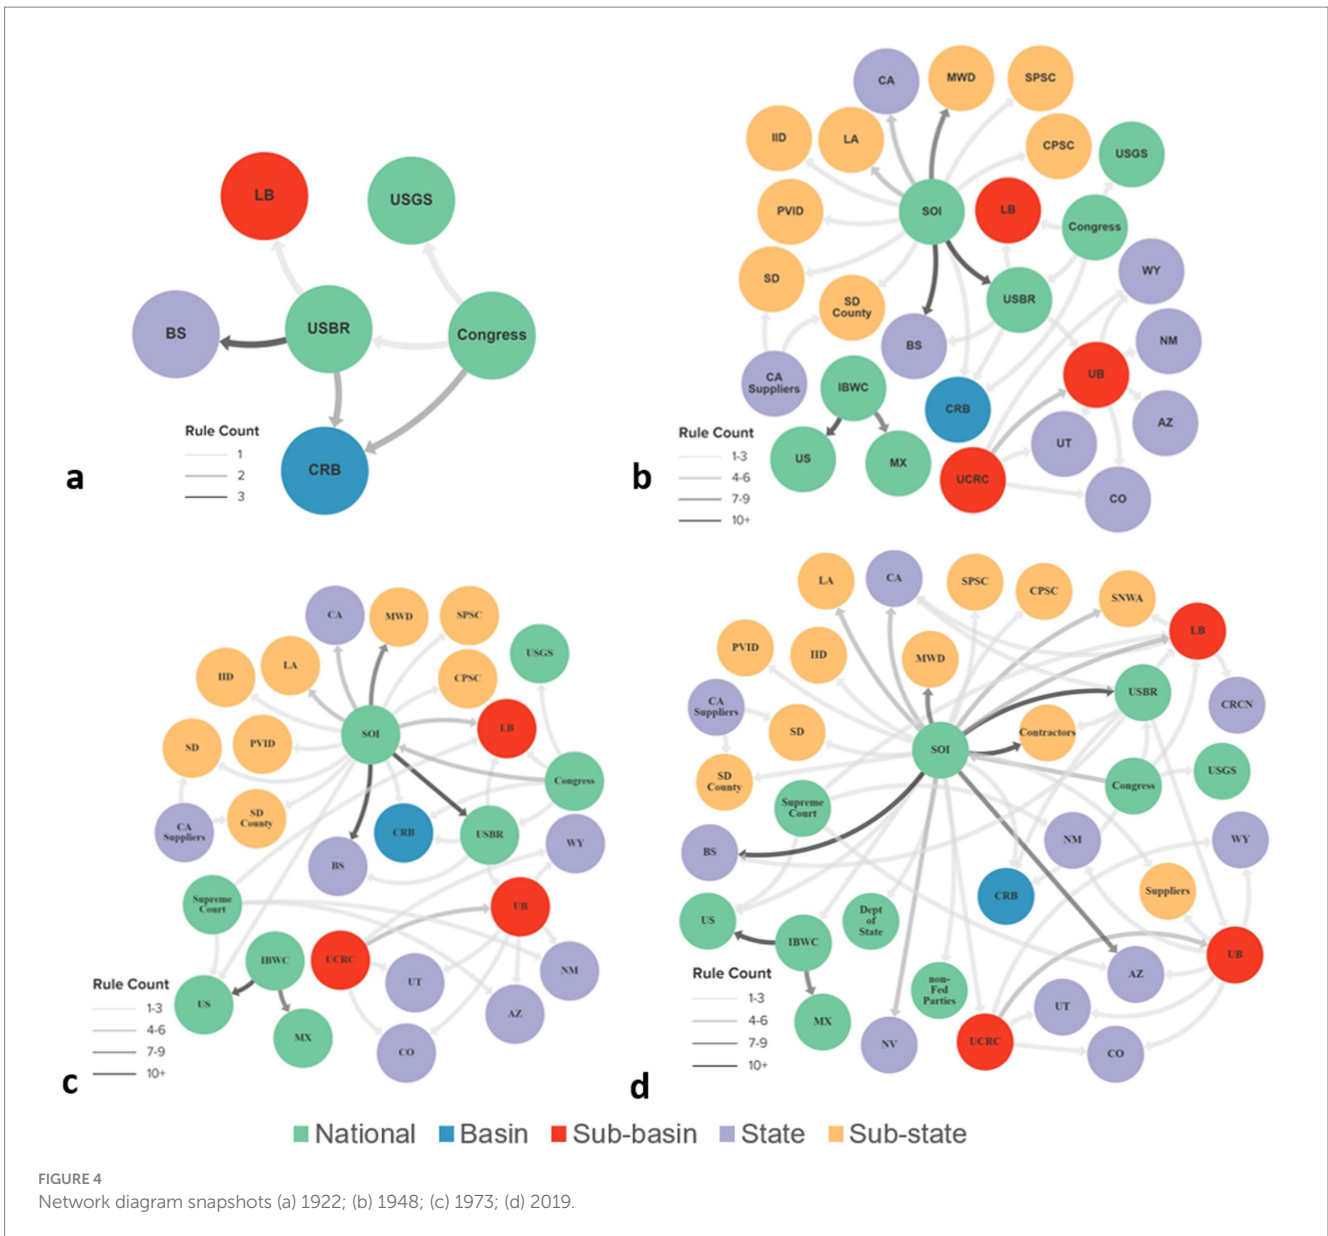 LB
USGS
BS
USBR
Congress
CRB
Rule Count
1
2
3
a
CA
MWD
SPSC
IID
LA
CPSC
USGS
PVID
SOI
LB
Congress
SD
SD
County
USBR
WY
BS
NM
CA
Suppliers
IBWC
CRB
UB
AZ
US
MX
UCRC
UT
CO
Rule Count
1-3
4-6
7-9
10+
b
CA
MWD
SPSC
IID
LA
CPSC
USGS
SD
PVID
SOI
LB
Congress
CA
Suppliers
SD
County
CRB
USBR
WY
BS
Supreme
Court
UB
IBWC
UCRC
UT
NM
US
MX
AZ
CO
Rule Count
1-3
4-6
7-9
10+
c
LA
CA
SPSC
CPSC
SNWA
LB
PVID
IID
MWD
USBR
CRCN
CA
Suppliers
SD
SOI
Contractors
SD
County
Supreme
Court
Congress
USGS
BS
NM
WY
CRB
Suppliers
US
IBWC
Dept
of
State
UB
non-
Fed
Parties
AZ
MX
NV
UCRC
UT
CO
Rule Count
1-3
4-6
7-9
10+
d
National Basin Sub-basin State Sub-state
FIGURE 4
Network diagram snapshots (a) 1922; (b) 1948; (c) 1973; (d) 2019.